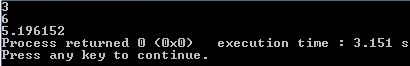 3
6
5.196152
Process returned 0 (0x0)   execution time : 3.151 s
Press any key to continue.